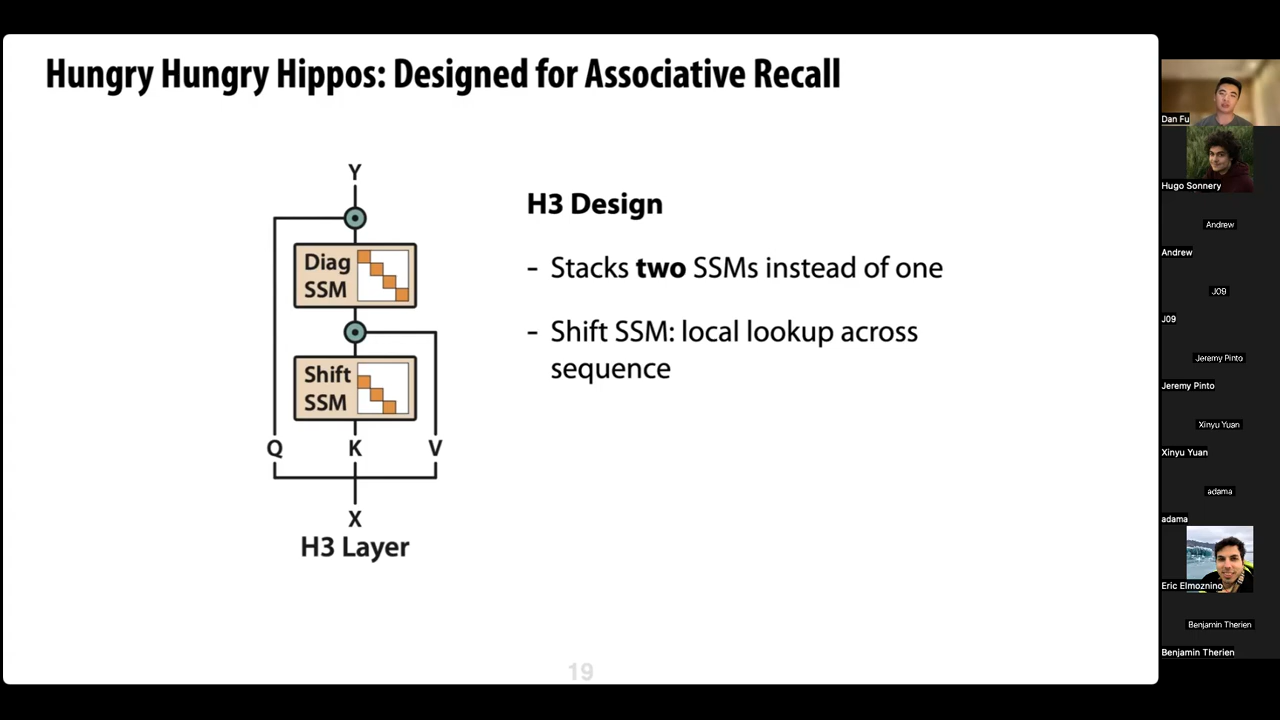 Hungry Hungry Hippos: Designed for Associative Recall
Y
Diag
SSM
Shift
SSM
Q K V
X
H3 Layer
H3 Design
- Stacks two SSMs instead of one
- Shift SSM: local lookup across
sequence
19
Dan Fu
Hugo Sonnery
Andrew
Andrew
J09
J09
Jeremy Pinto
Jeremy Pinto
Xinyu Yuan
Xinyu Yuan
adama
adama
Eric Elmoznino
Benjamin Therien
Benjamin Therien